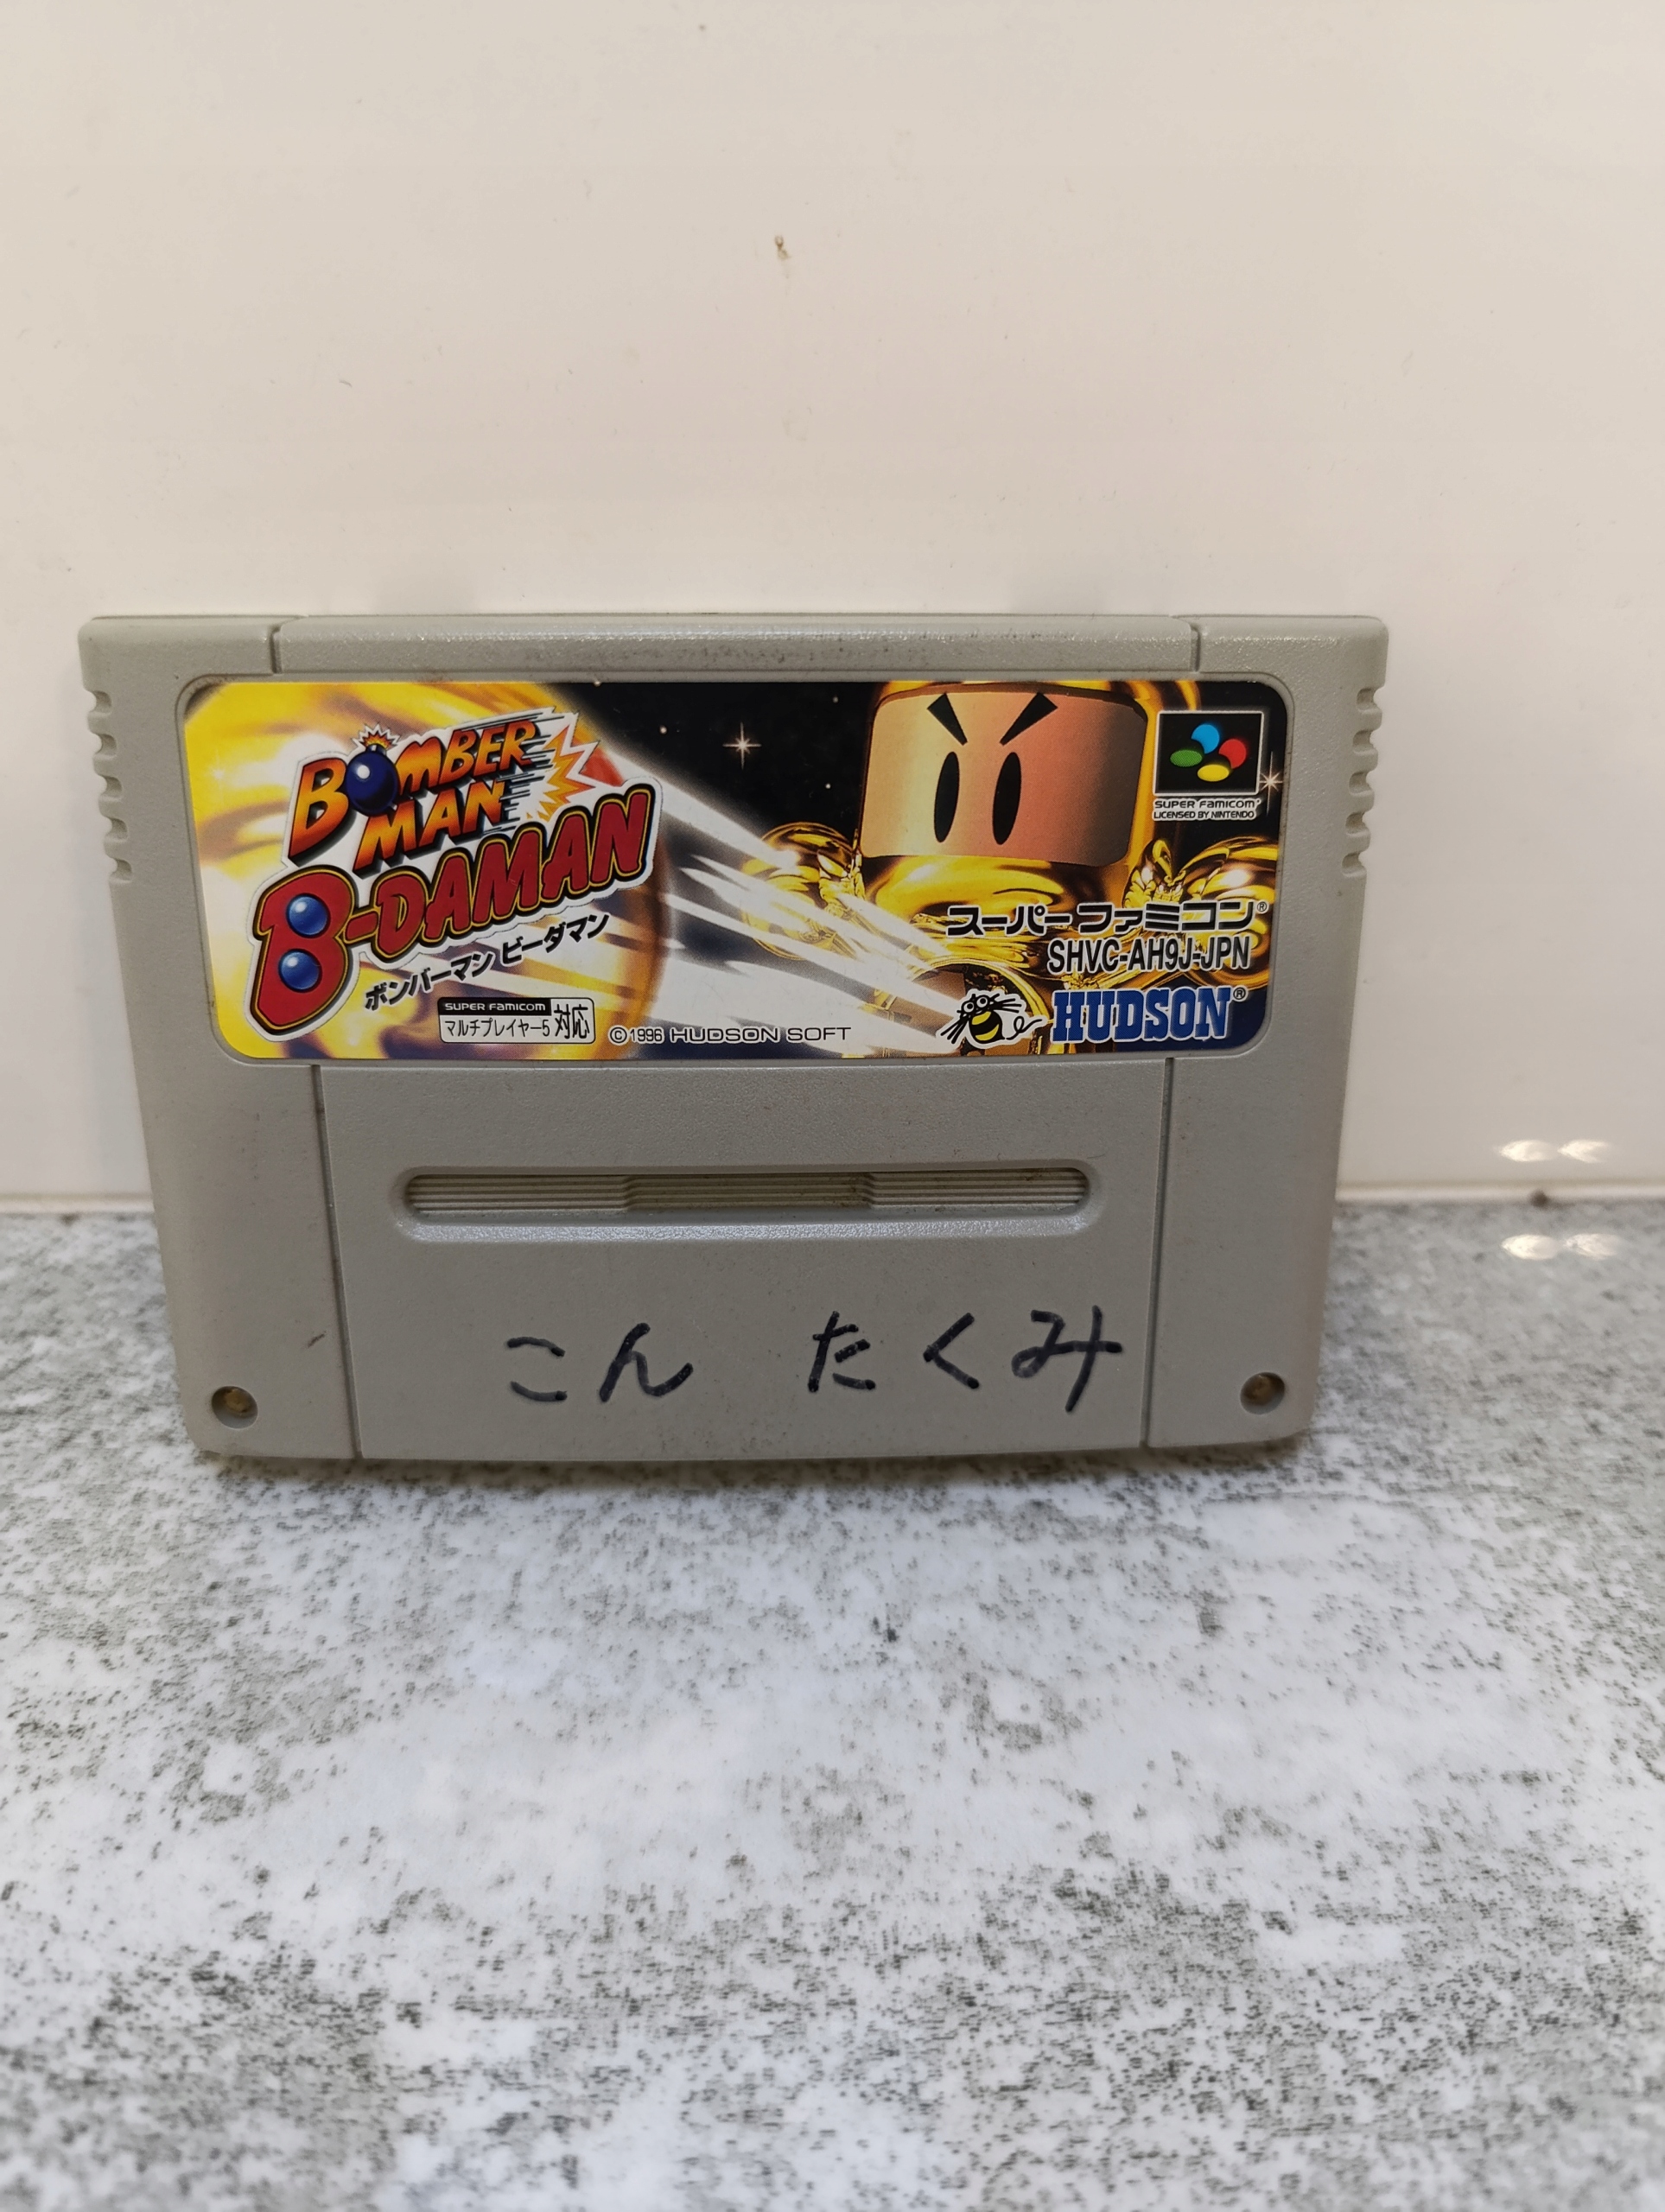 BOMBER
MAN
B-DAMAN
ボンバーマン ビーダマン
SUPER FAMICOM
マルチプレイヤー5 対応
©1996 HUDSON SOFT
SUPER FAMICOM
LICENSED BY NINTENDO
スーパーファミコン®
SHVC-AH9J-JPN
HUDSON®
こん たくみ